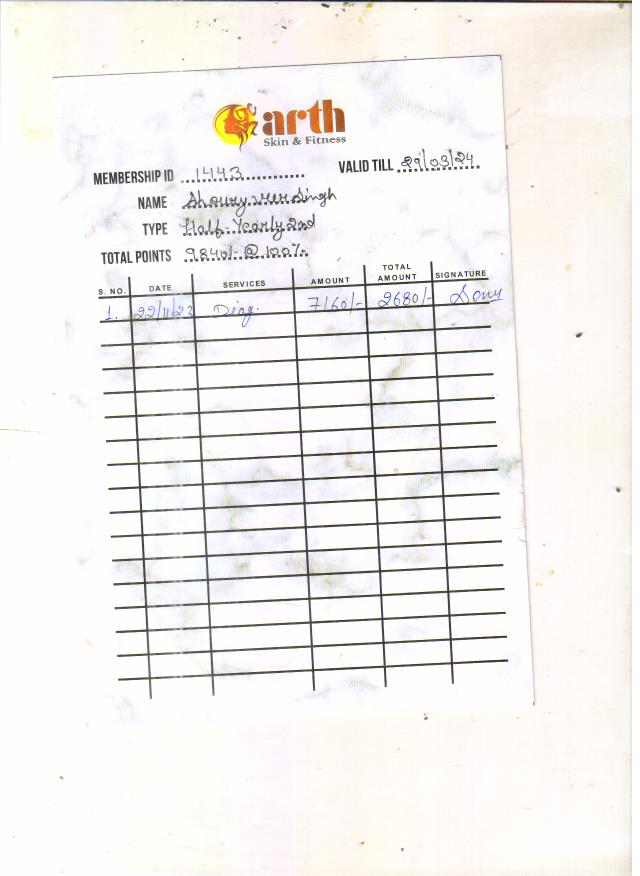 arth
Skin & Fitness
MEMBERSHIP ID 1443 VALID TILL 29/03/24
NAME Shoury veer Singh
TYPE Half-Yearly 2nd
TOTAL POINTS 9840/- @ 100%
S. NO. DATE SERVICES AMOUNT TOTAL AMOUNT SIGNATURE
1. 22/11/23 Diag. 7160/- 2680/-